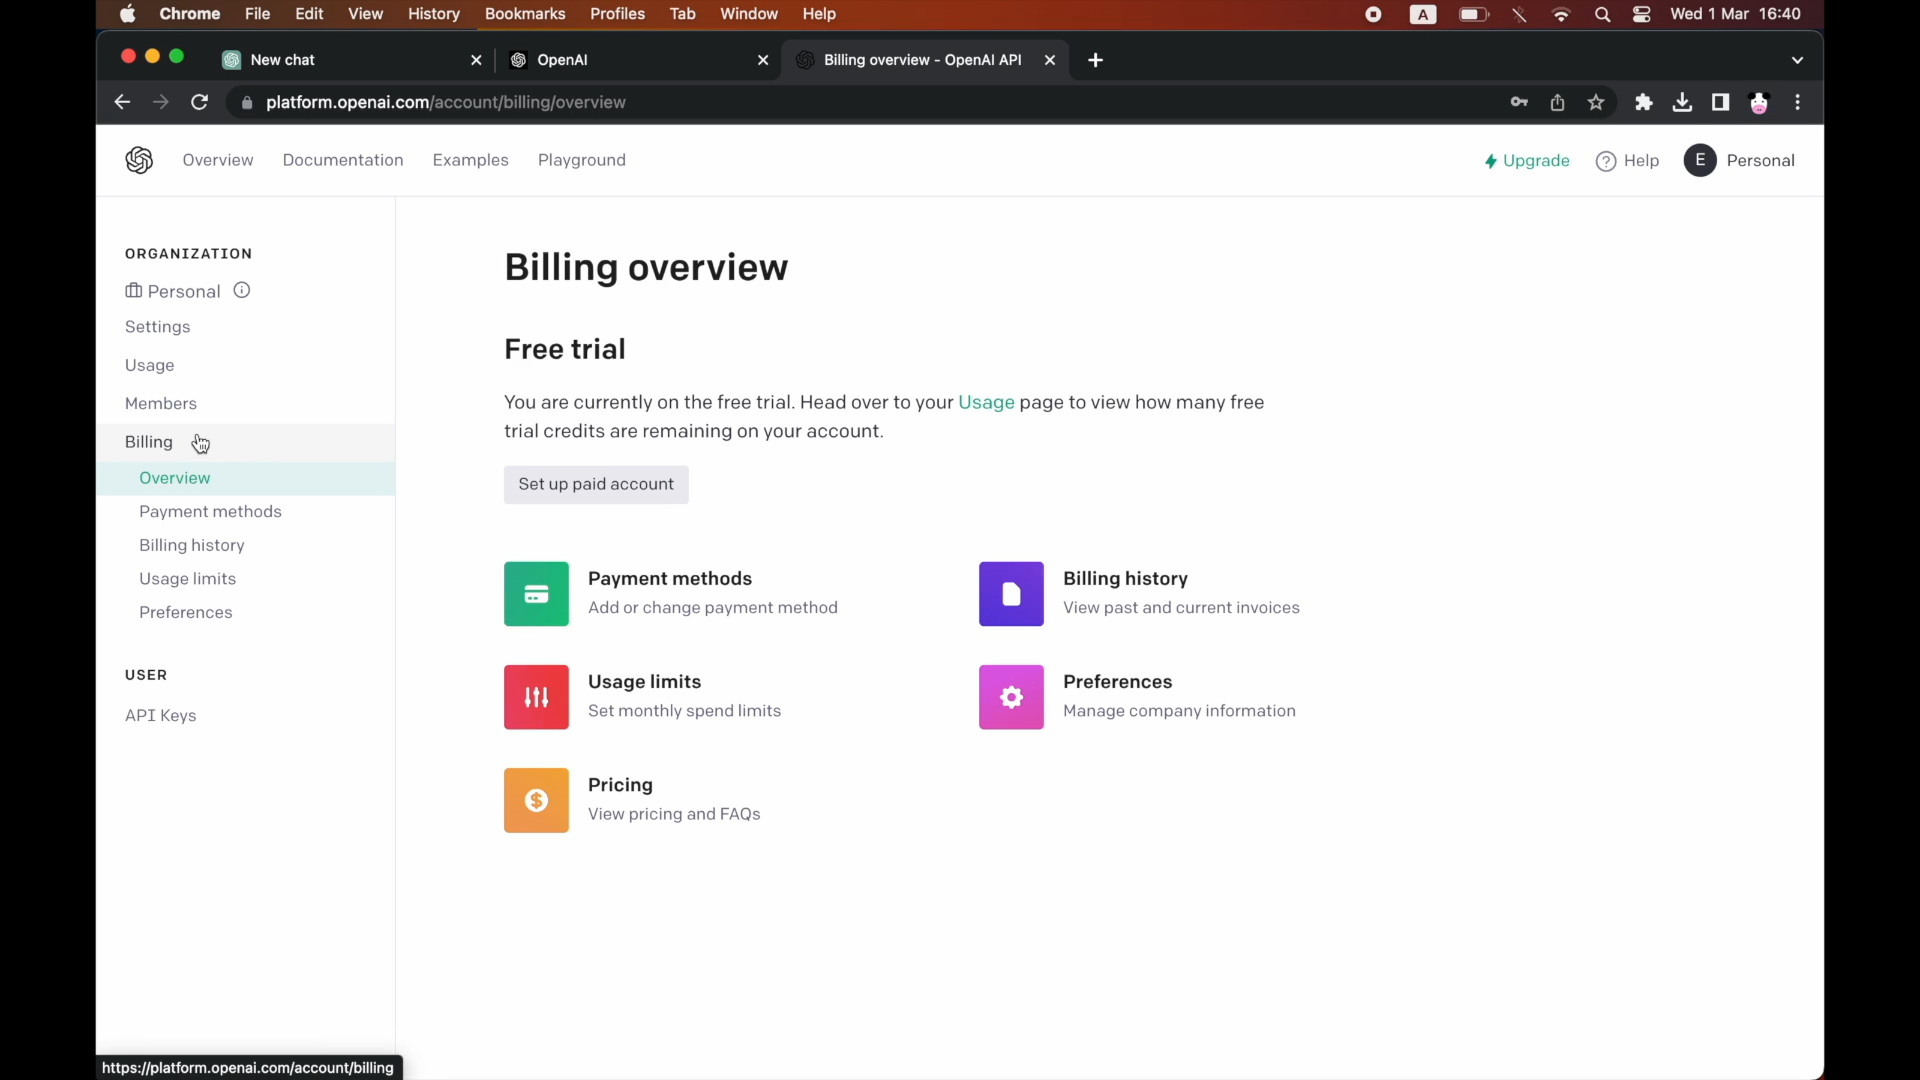 Chrome File Edit View History Bookmarks Profiles Tab Window Help A Wed 1 Mar 16:40
New chat OpenAI Billing overview - OpenAI API
platform.openai.com/account/billing/overview
Overview Documentation Examples Playground Upgrade Help E Personal
ORGANIZATION
Personal
Settings
Usage
Members
Billing
Overview
Payment methods
Billing history
Usage limits
Preferences
USER
API Keys
Billing overview
Free trial
You are currently on the free trial. Head over to your Usage page to view how many free
trial credits are remaining on your account.
Set up paid account
Payment methods
Add or change payment method
Billing history
View past and current invoices
Usage limits
Set monthly spend limits
Preferences
Manage company information
Pricing
View pricing and FAQs
https://platform.openai.com/account/billing